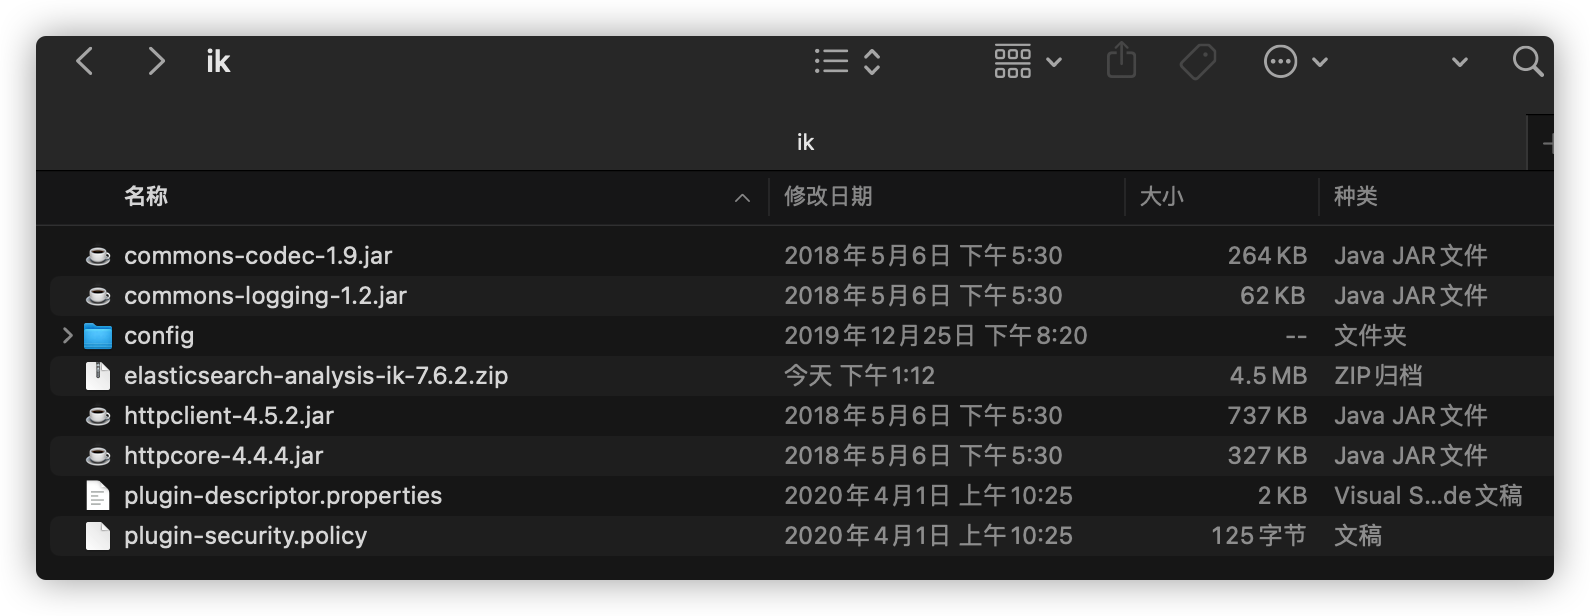 ik
ik
名称 修改日期 大小 种类
commons-codec-1.9.jar 2018年5月6日 下午5:30 264 KB Java JAR文件
commons-logging-1.2.jar 2018年5月6日 下午5:30 62 KB Java JAR文件
config 2019年12月25日 下午8:20 -- 文件夹
elasticsearch-analysis-ik-7.6.2.zip 今天 下午1:12 4.5 MB ZIP归档
httpclient-4.5.2.jar 2018年5月6日 下午5:30 737 KB Java JAR文件
httpcore-4.4.4.jar 2018年5月6日 下午5:30 327 KB Java JAR文件
plugin-descriptor.properties 2020年4月1日 上午10:25 2 KB Visual S...de文稿
plugin-security.policy 2020年4月1日 上午10:25 125字节 文稿